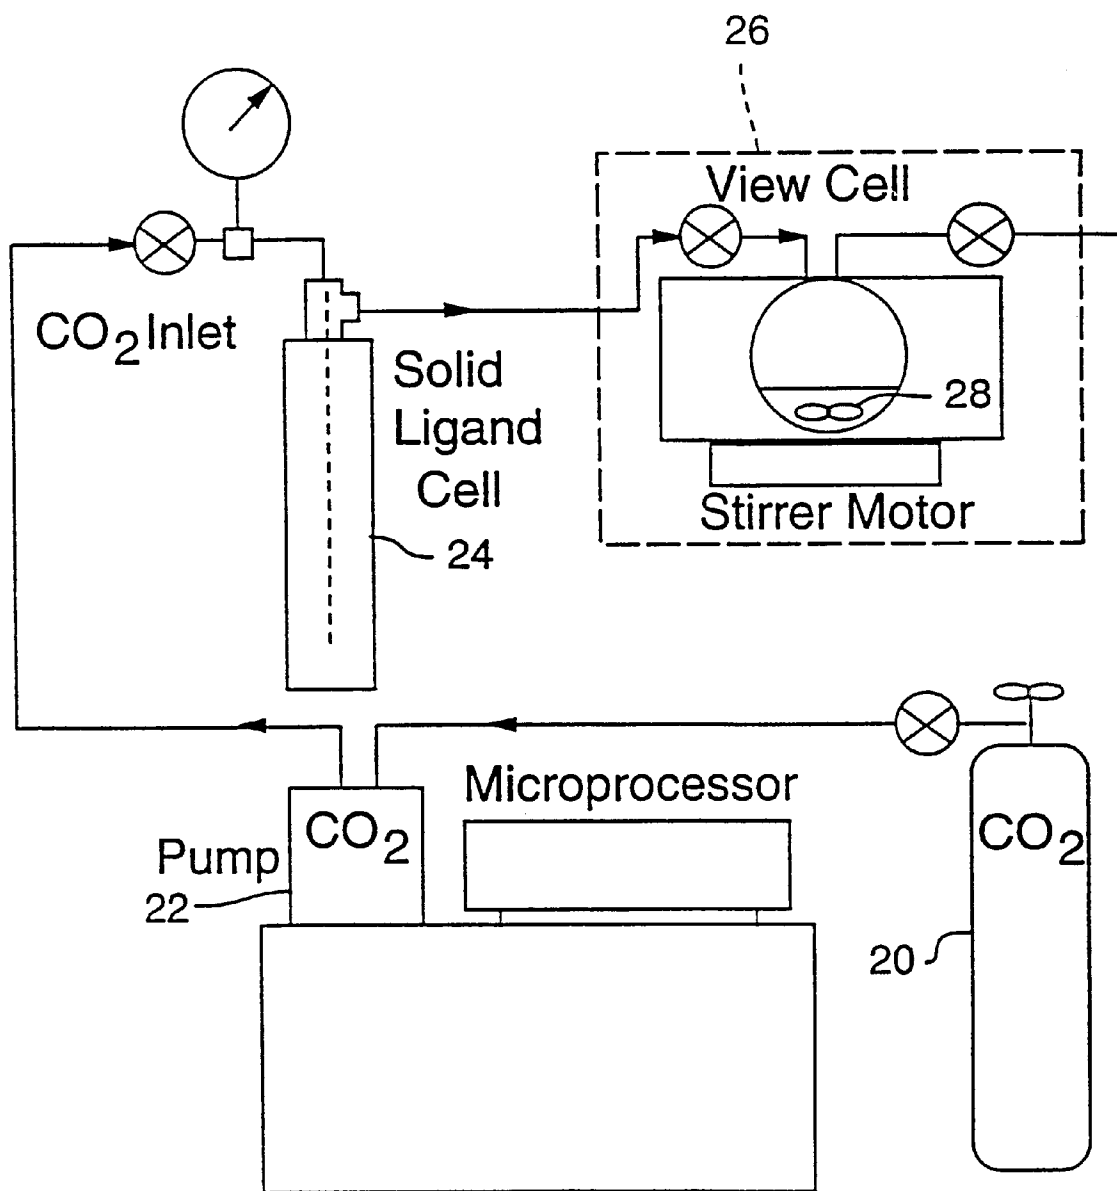 26
View Cell
CO2 Inlet
Solid
Ligand
Cell
28
Stirrer Motor
24
Microprocessor
CO2
Pump
22
CO2
20